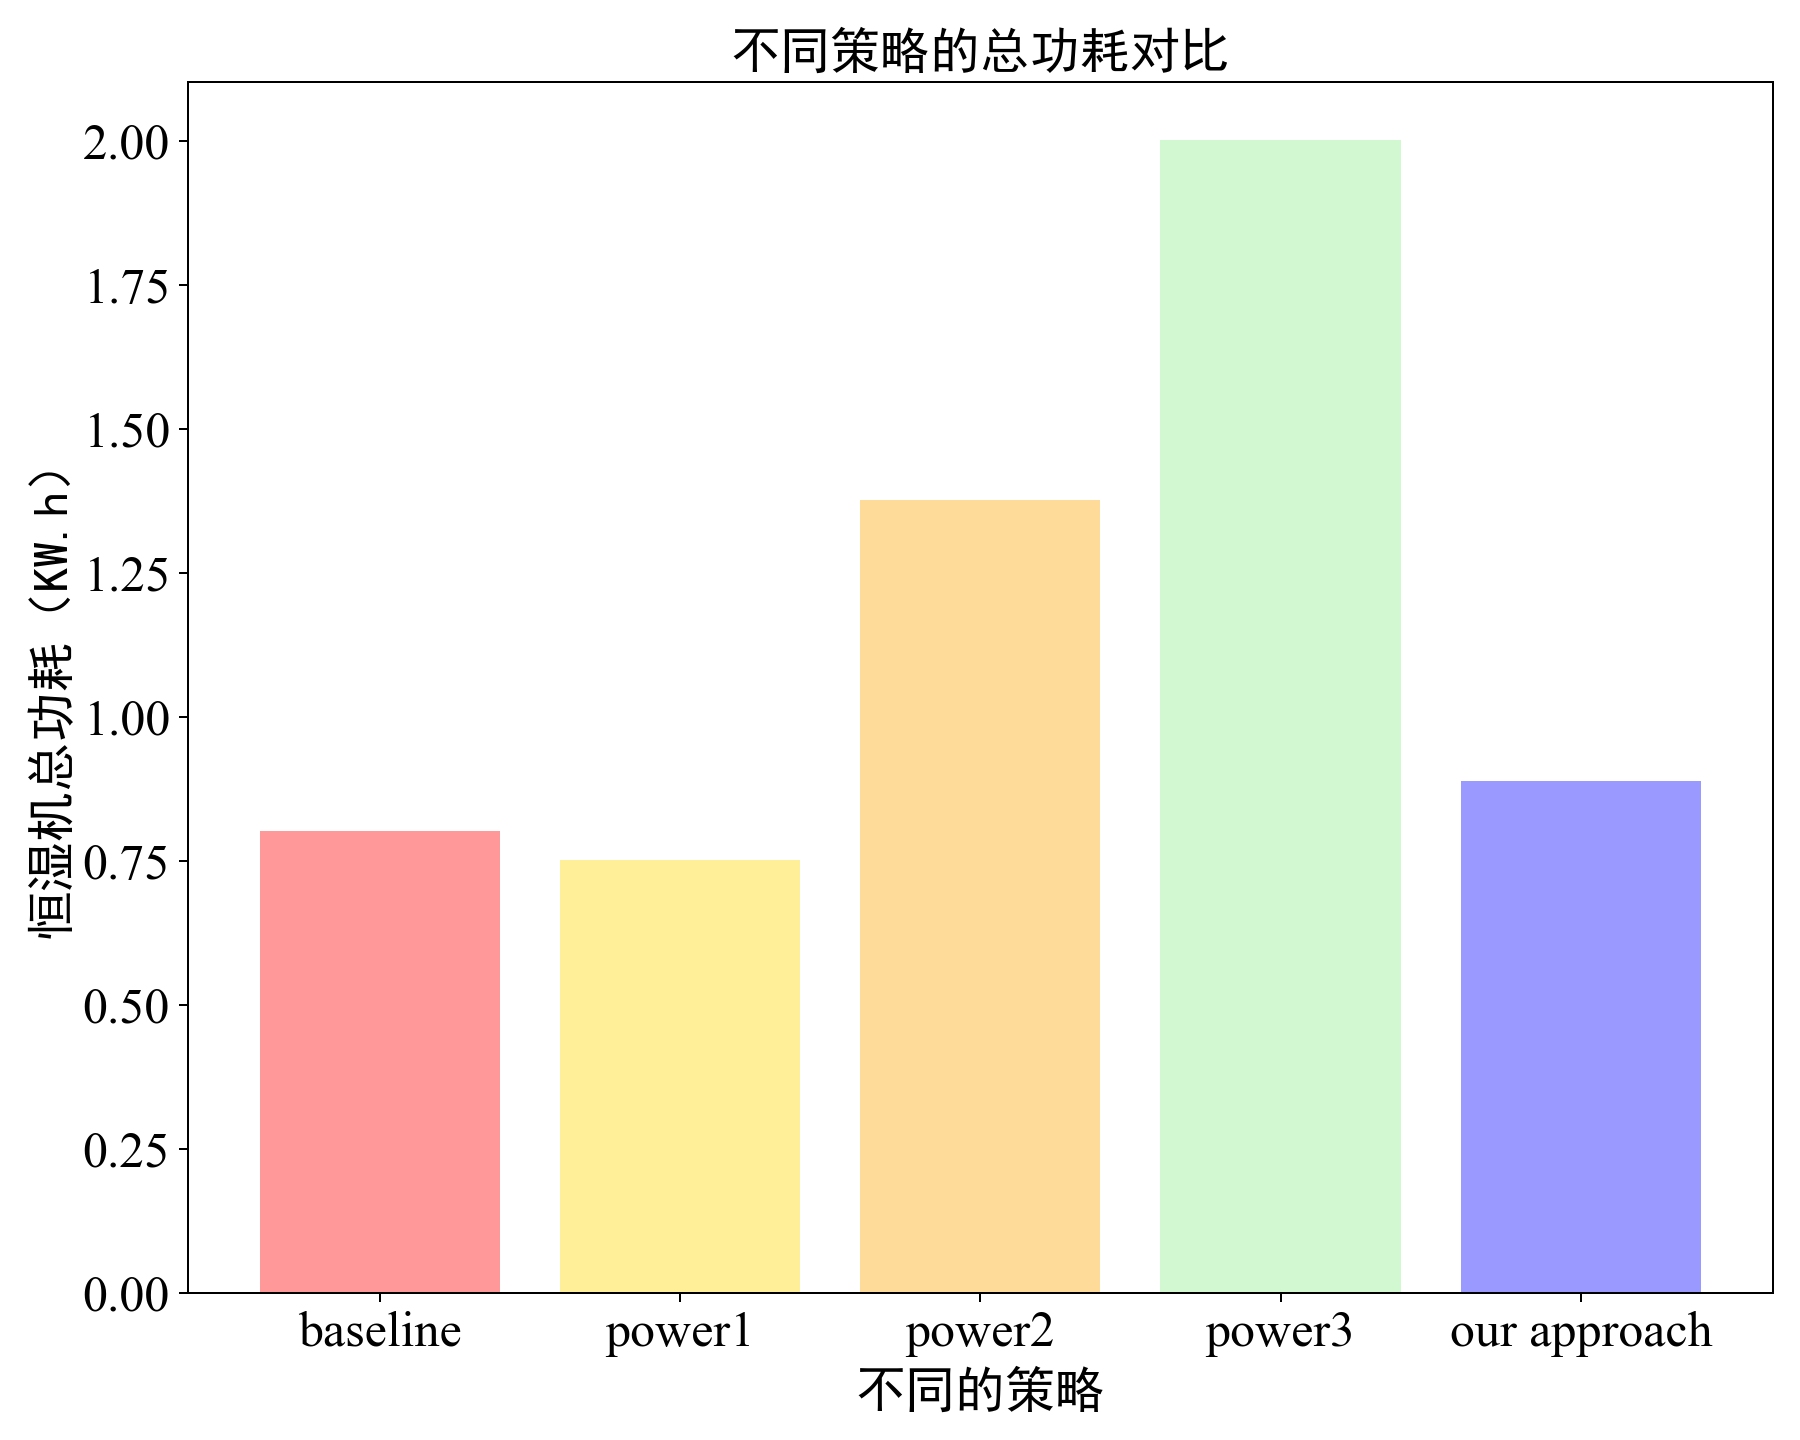 不同策略的总功耗对比
恒湿机总功耗（KW.h）
2.00
1.75
1.50
1.25
1.00
0.75
0.50
0.25
0.00
baseline
power1
power2
power3
our approach
不同的策略